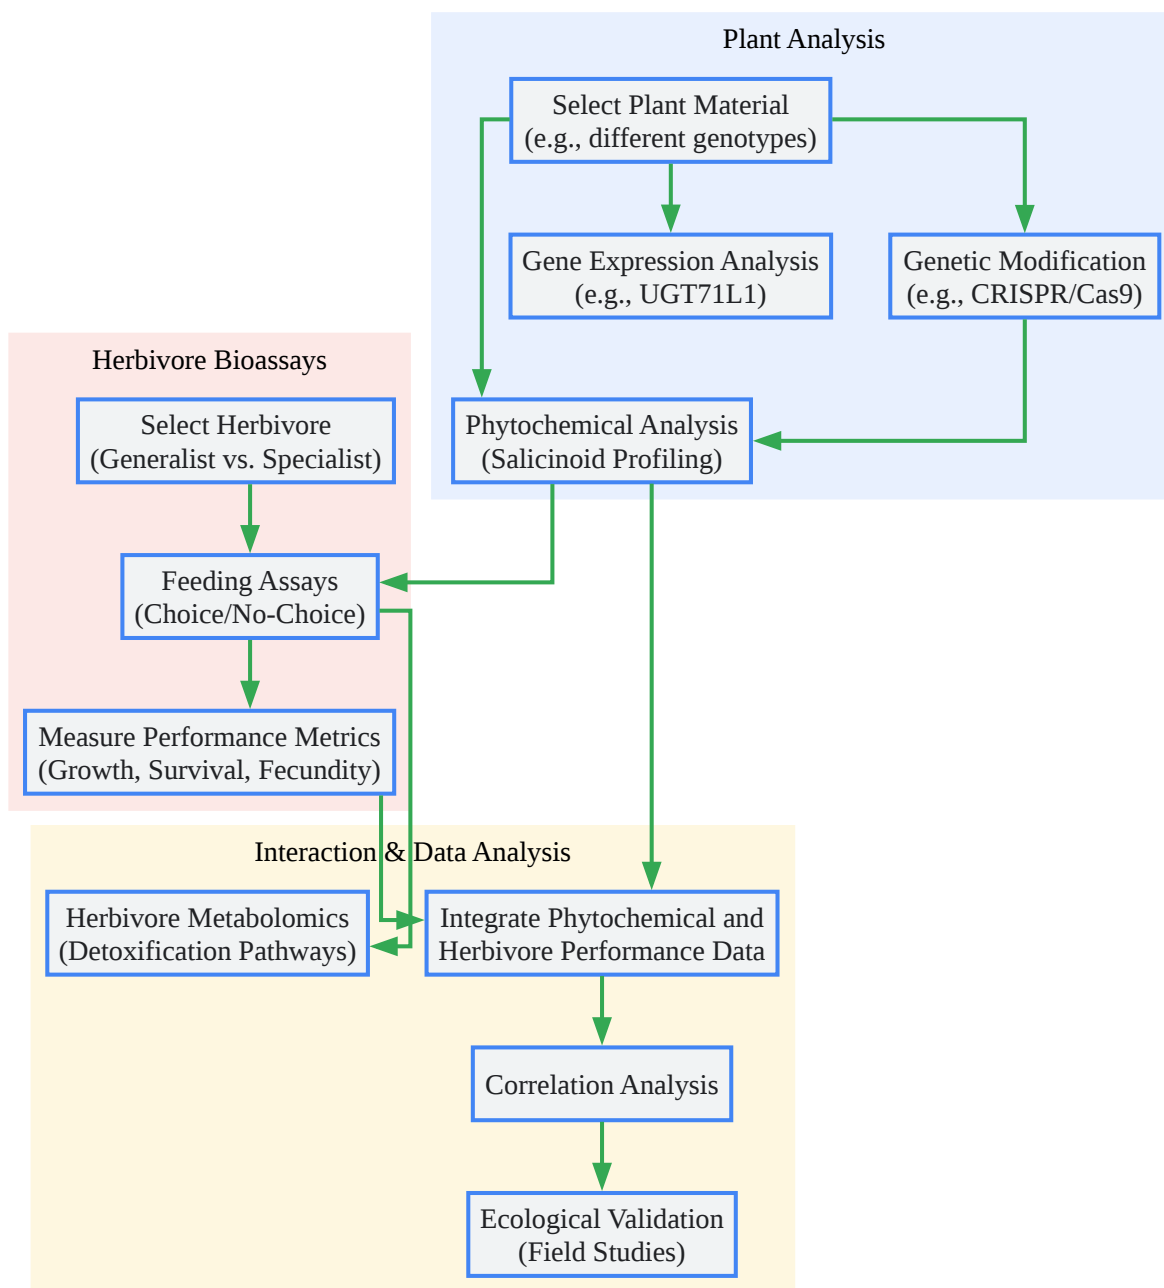 Plant Analysis
Select Plant Material
(e.g., different genotypes)
Gene Expression Analysis
(e.g., UGT71L1)
Genetic Modification
(e.g., CRISPR/Cas9)
Herbivore Bioassays
Select Herbivore
(Generalist vs. Specialist)
Phytochemical Analysis
(Salicinoid Profiling)
Feeding Assays
(Choice/No-Choice)
Measure Performance Metrics
(Growth, Survival, Fecundity)
Interaction & Data Analysis
Herbivore Metabolomics
(Detoxification Pathways)
Integrate Phytochemical and
Herbivore Performance Data
Correlation Analysis
Ecological Validation
(Field Studies)